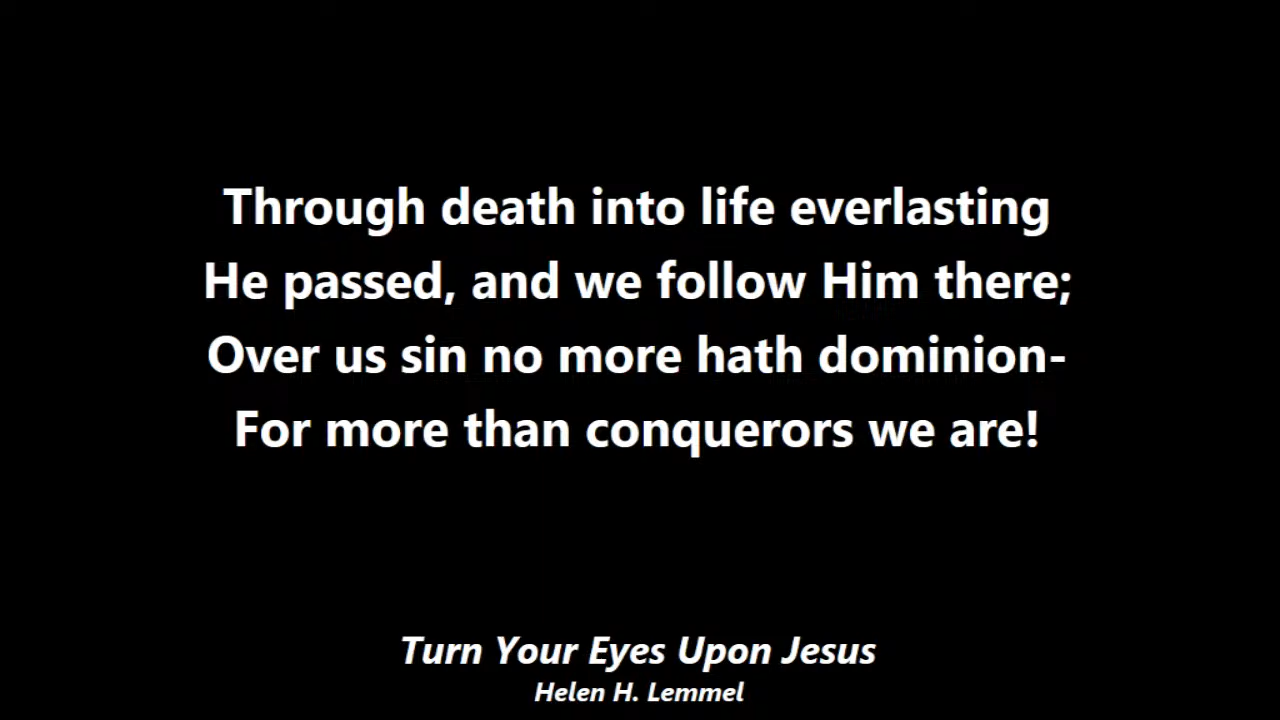 Through death into life everlasting
He passed, and we follow Him there;
Over us sin no more hath dominion-
For more than conquerors we are!
Turn Your Eyes Upon Jesus
Helen H. Lemmel